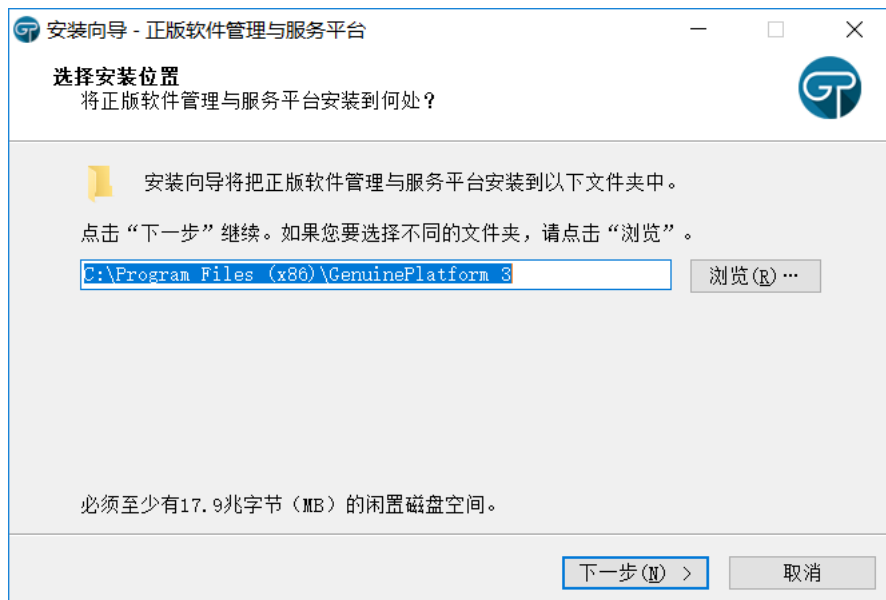 安装向导 - 正版软件管理与服务平台
选择安装位置
将正版软件管理与服务平台安装到何处？
GP
安装向导将把正版软件管理与服务平台安装到以下文件夹中。
点击“下一步”继续。如果您要选择不同的文件夹，请点击“浏览”。
C:\Program Files (x86)\GenuinePlatform 3
浏览(R)…
必须至少有17.9兆字节（MB）的闲置磁盘空间。
下一步(N) >
取消